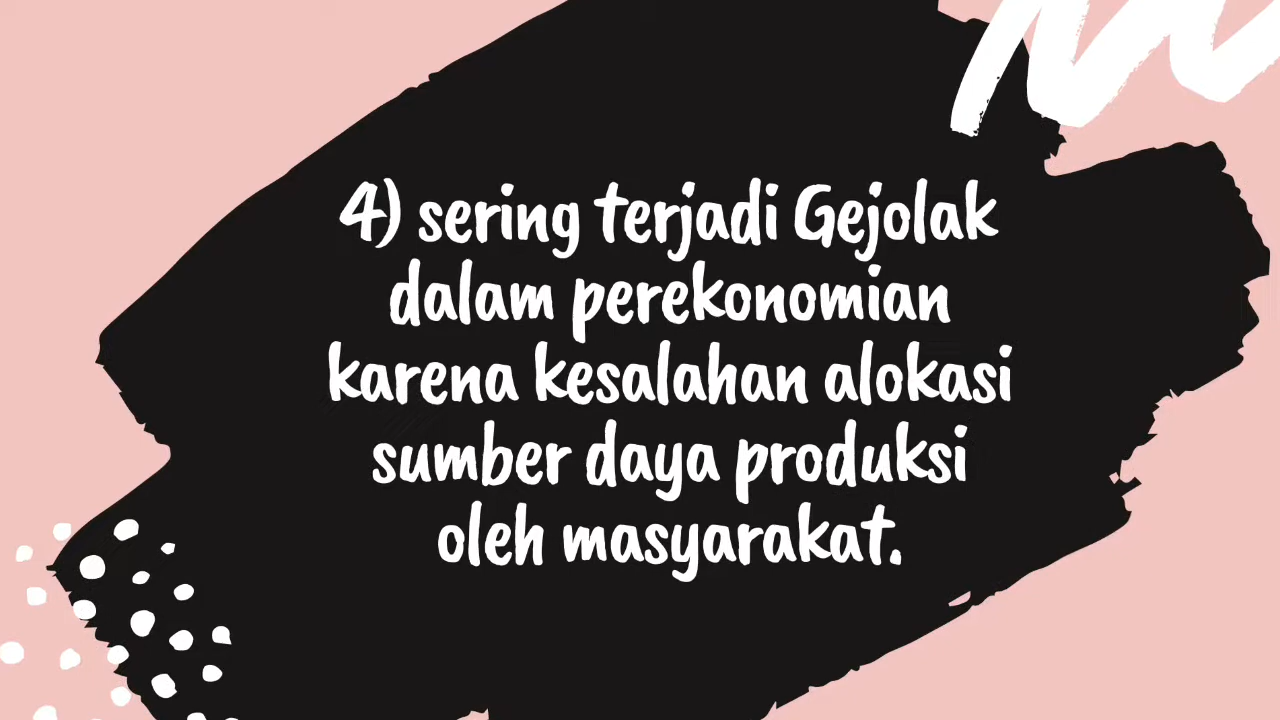 4) sering terjadi Gejolak
dalam perekonomian
karena kesalahan alokasi
sumber daya produksi
oleh masyarakat.